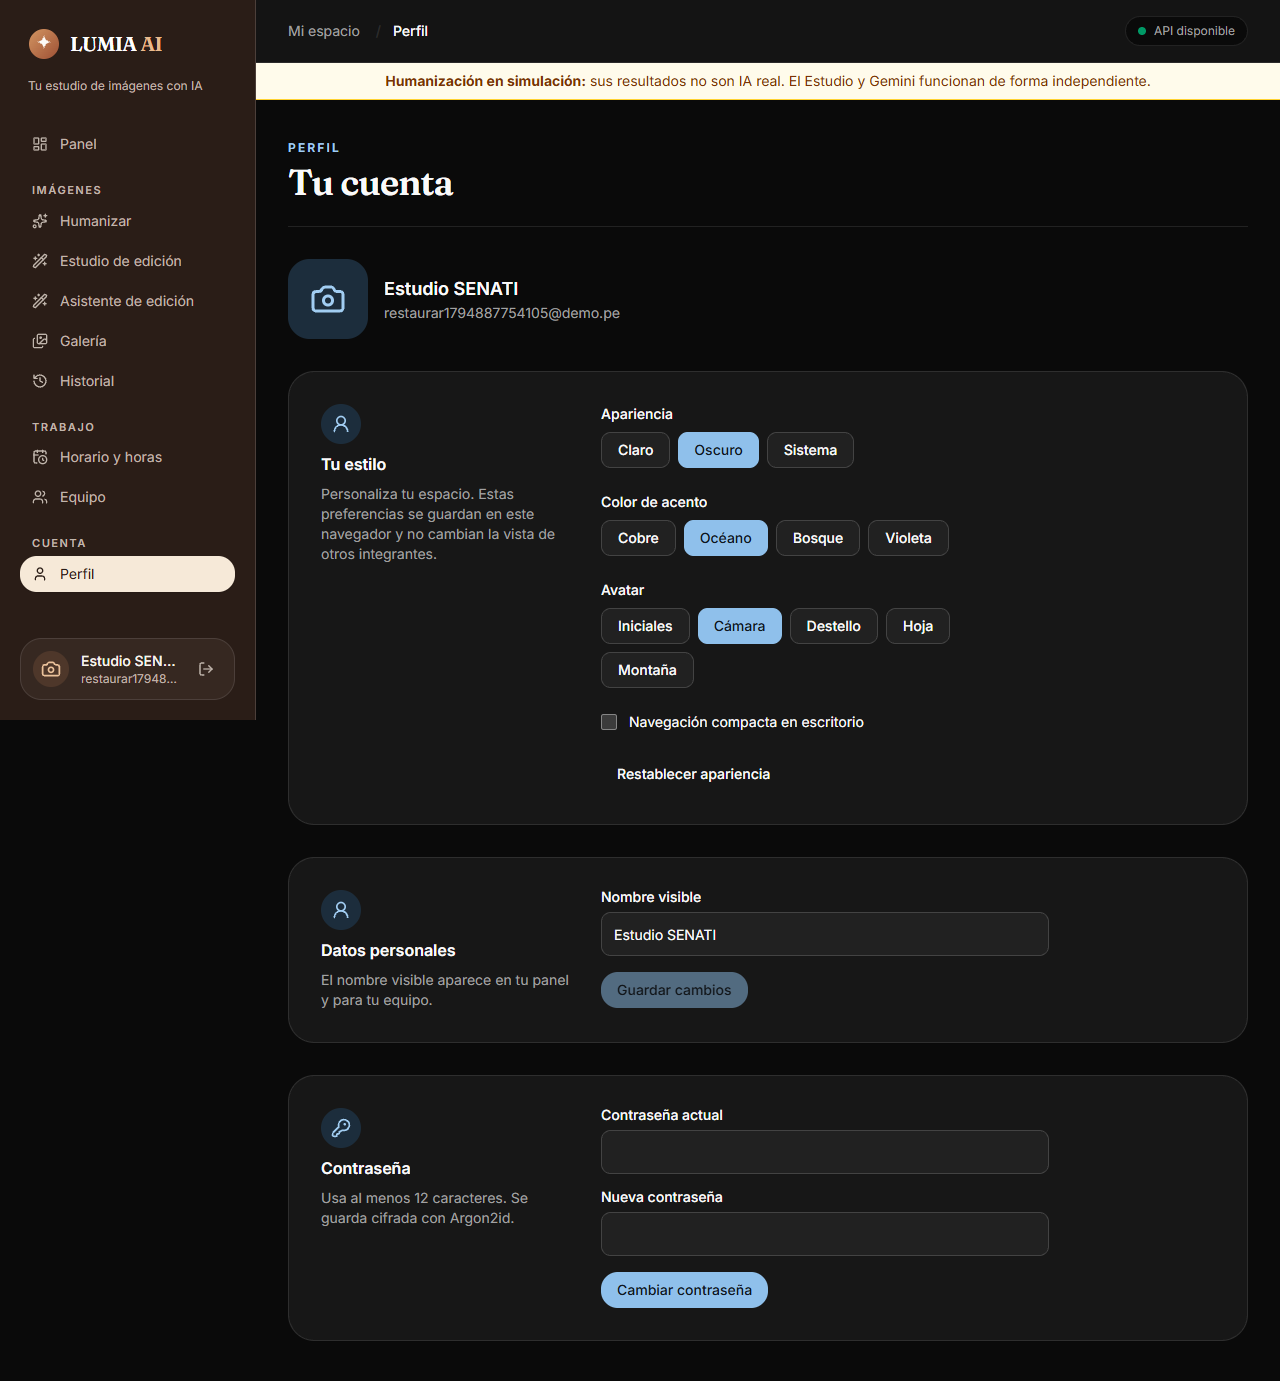 LUMIA AI
Tu estudio de imágenes con IA
Panel
IMÁGENES
Humanizar
Estudio de edición
Asistente de edición
Galería
Historial
TRABAJO
Horario y horas
Equipo
CUENTA
Perfil
Estudio SEN...
restaurar17948...
Mi espacio / Perfil
API disponible
Humanización en simulación: sus resultados no son IA real. El Estudio y Gemini funcionan de forma independiente.
PERFIL
Tu cuenta
Estudio SENATI
restaurar1794887754105@demo.pe
Tu estilo
Personaliza tu espacio. Estas
preferencias se guardan en este
navegador y no cambian la vista de
otros integrantes.
Apariencia
Claro Oscuro Sistema
Color de acento
Cobre Océano Bosque Violeta
Avatar
Iniciales Cámara Destello Hoja
Montaña
Navegación compacta en escritorio
Restablecer apariencia
Datos personales
El nombre visible aparece en tu panel
y para tu equipo.
Nombre visible
Estudio SENATI
Guardar cambios
Contraseña
Usa al menos 12 caracteres. Se
guarda cifrada con Argon2id.
Contraseña actual
Nueva contraseña
Cambiar contraseña